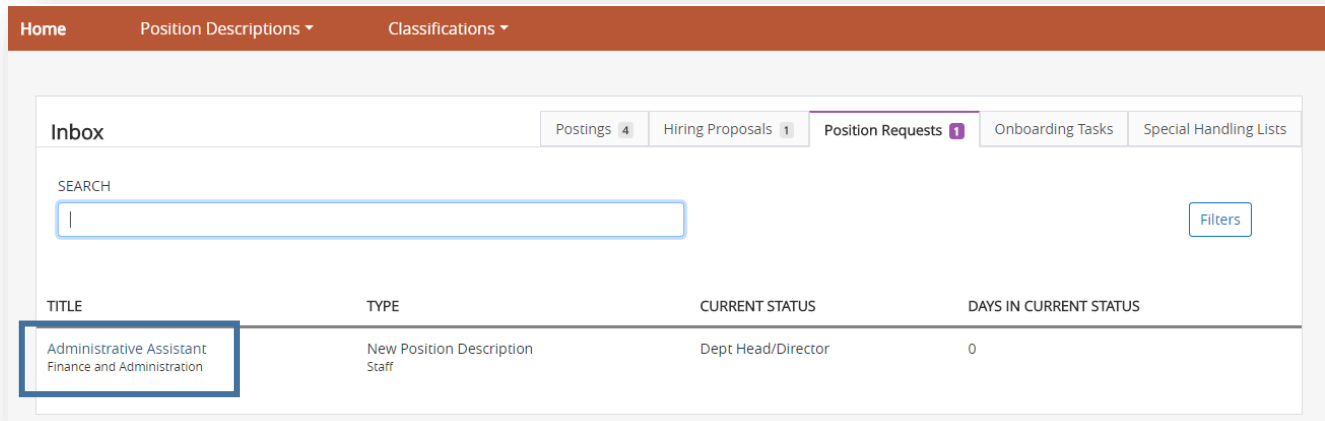 Home Position Descriptions Classifications
Inbox Postings 4 Hiring Proposals 1 Position Requests 1 Onboarding Tasks Special Handling Lists
SEARCH
Filters
TITLE TYPE CURRENT STATUS DAYS IN CURRENT STATUS
Administrative Assistant New Position Description Dept Head/Director 0
Finance and Administration Staff